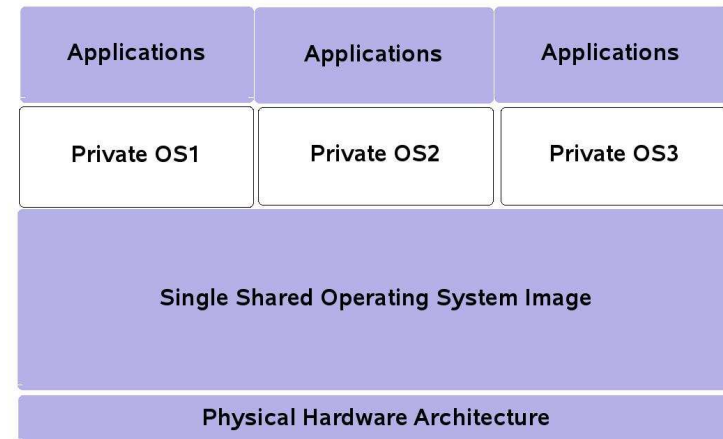 Applications
Applications
Applications
Private OS1
Private OS2
Private OS3
Single Shared Operating System Image
Physical Hardware Architecture